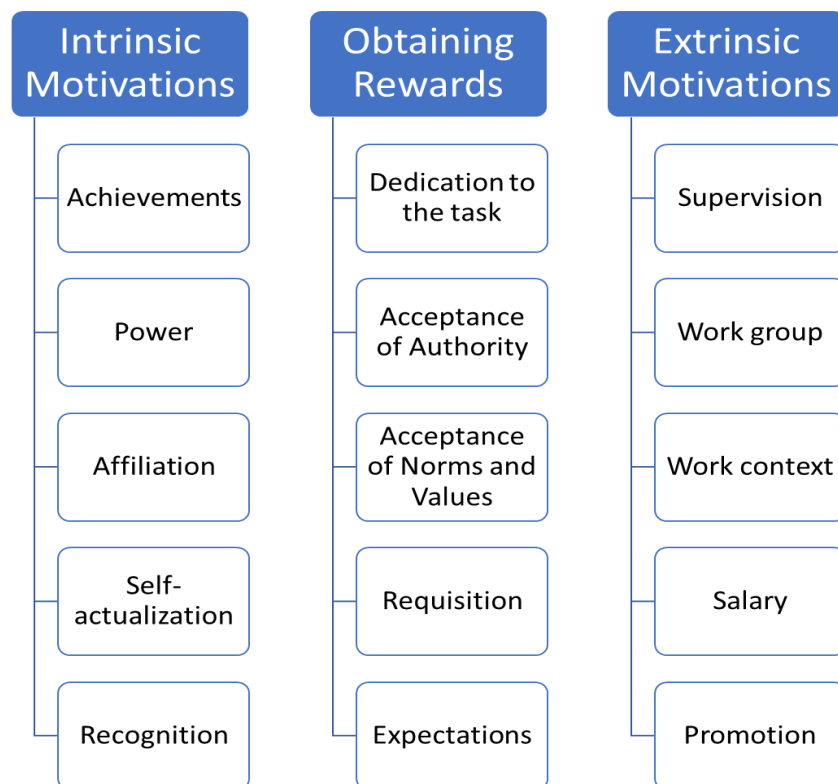 Intrinsic
Motivations
Achievements
Power
Affiliation
Self-
actualization
Recognition
Obtaining
Rewards
Dedication to
the task
Acceptance
of Authority
Acceptance
of Norms and
Values
Requisition
Expectations
Extrinsic
Motivations
Supervision
Work group
Work context
Salary
Promotion